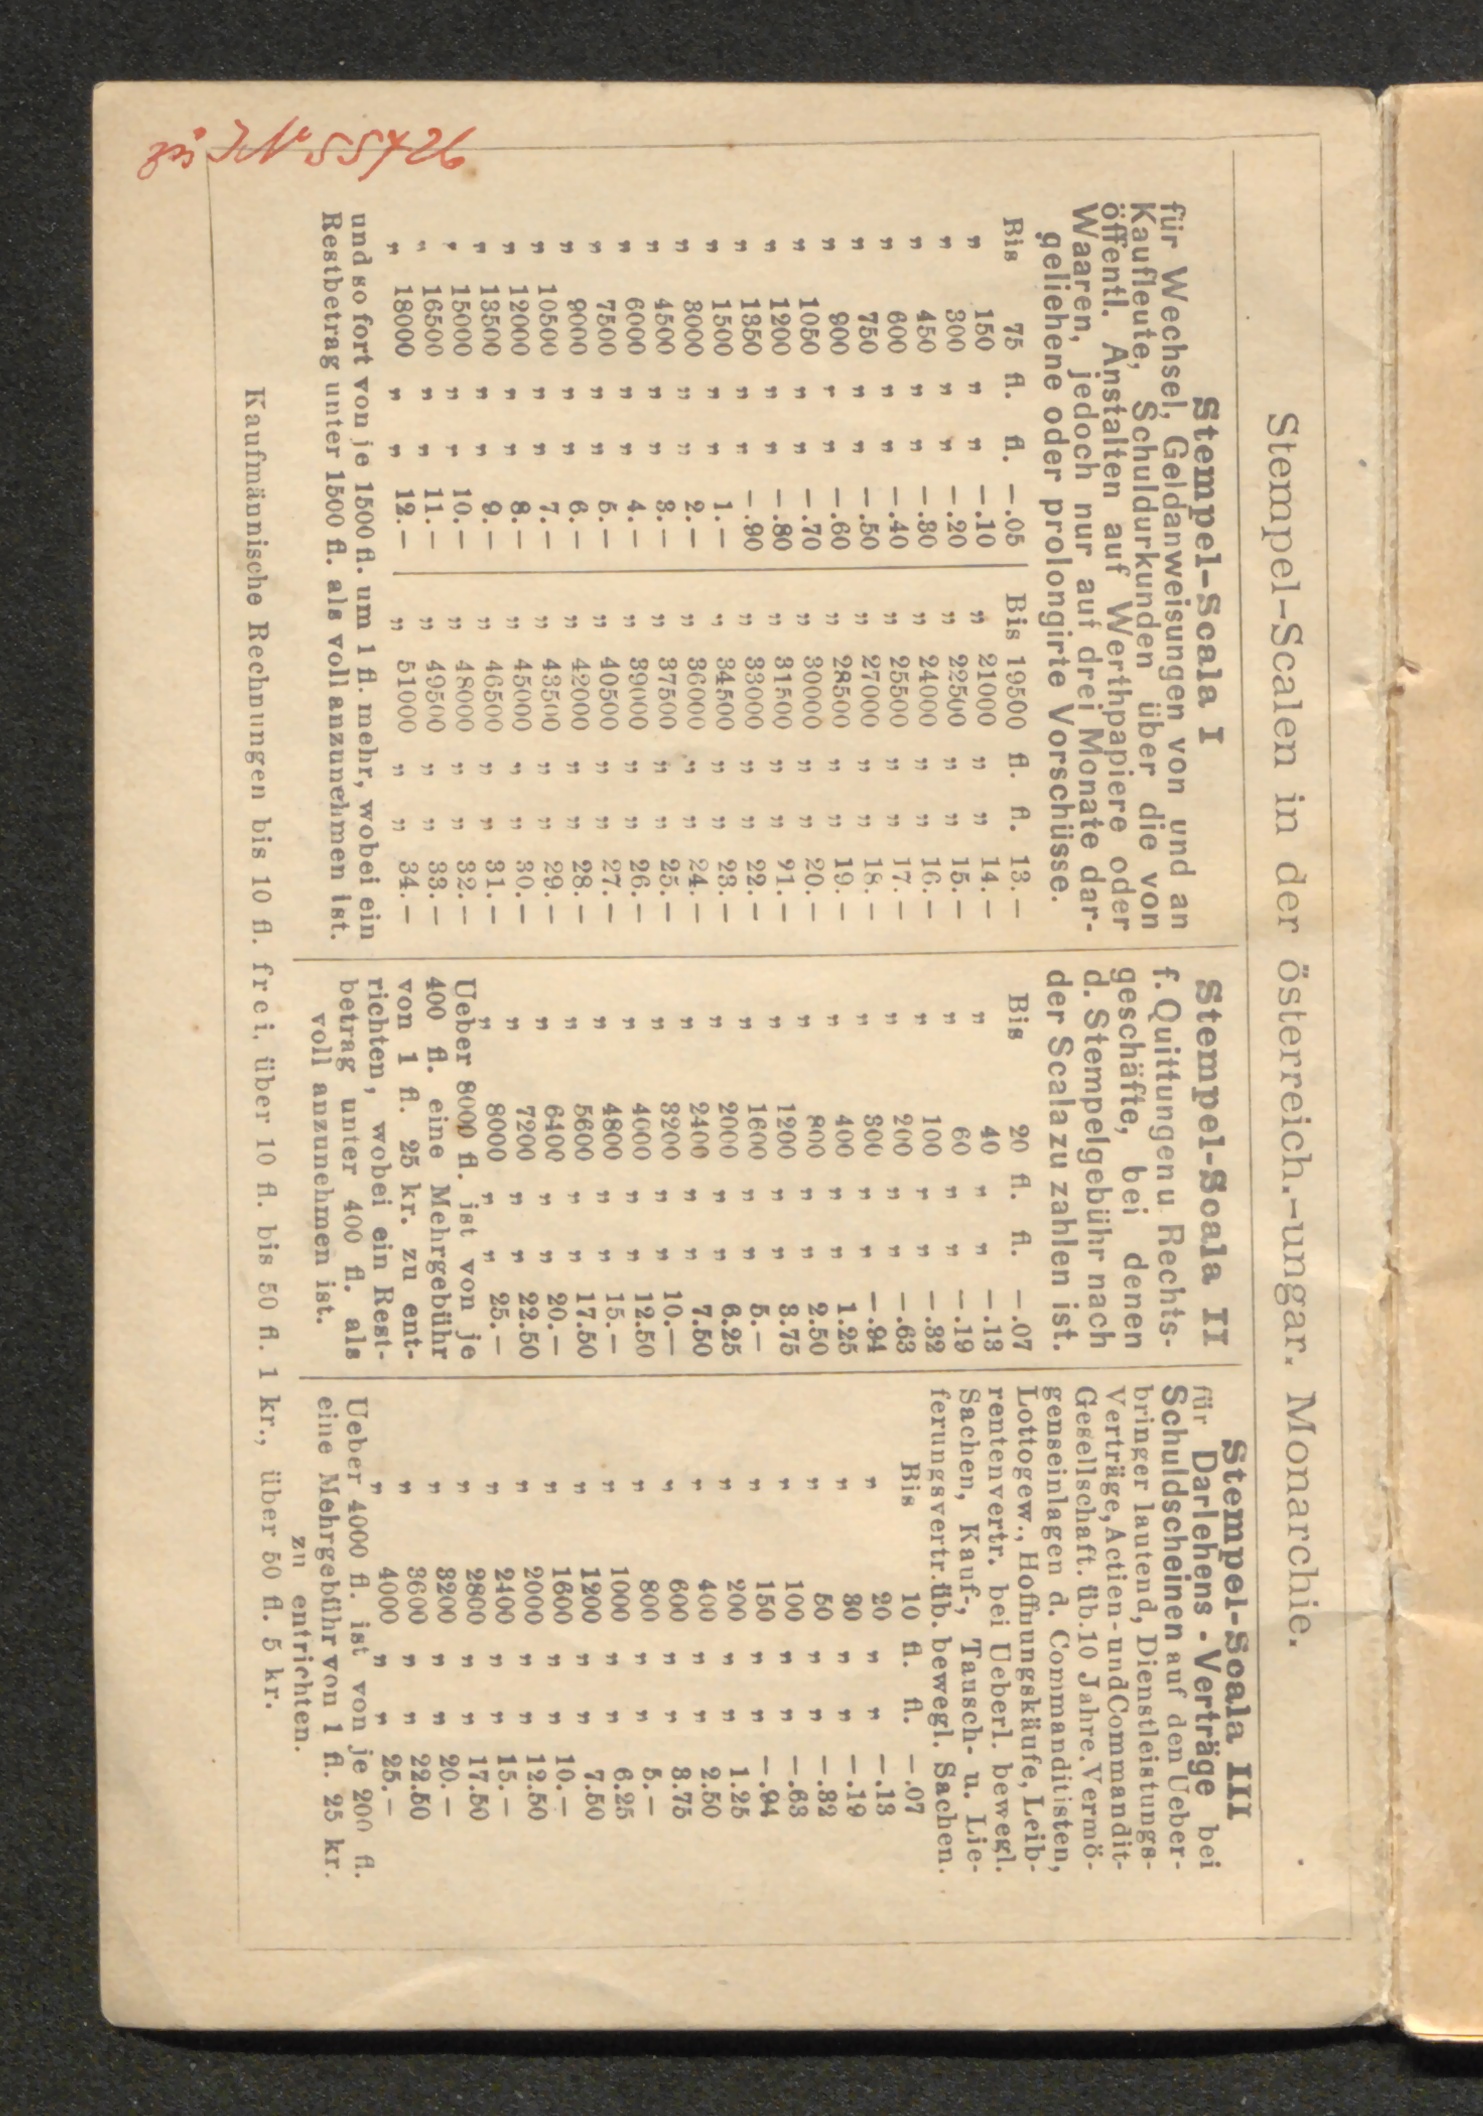 Stempel-Scalen in der österreich.-ungar. Monarchie.
Stempel-Scala I
für Wechsel, Geldanweisungen von und an
Kaufleute, Schuldurkunden über die von
öffentl. Anstalten auf Werthpapiere oder
Waaren, jedoch nur auf drei Monate dar-
geliehene oder prolongirte Vorschüsse.
Bis 75 fl. fl. —.05
„ 150 „ „ —.10
„ 300 „ „ —.20
„ 450 „ „ —.30
„ 600 „ „ —.40
„ 750 „ „ —.50
„ 900 „ „ —.60
„ 1050 „ „ —.70
„ 1200 „ „ —.80
„ 1350 „ „ —.90
„ 1500 „ „ 1.—
„ 3000 „ „ 2.—
„ 4500 „ „ 3.—
„ 6000 „ „ 4.—
„ 7500 „ „ 5.—
„ 9000 „ „ 6.—
„ 10500 „ „ 7.—
„ 12000 „ „ 8.—
„ 13500 „ „ 9.—
„ 15000 „ „ 10.—
„ 16500 „ „ 11.—
„ 18000 „ „ 12.—
Bis 19500 fl. fl. 13.—
„ 21000 „ „ 14.—
„ 22500 „ „ 15.—
„ 24000 „ „ 16.—
„ 25500 „ „ 17.—
„ 27000 „ „ 18.—
„ 28500 „ „ 19.—
„ 30000 „ „ 20.—
„ 31500 „ „ 21.—
„ 33000 „ „ 22.—
„ 34500 „ „ 23.—
„ 36000 „ „ 24.—
„ 37500 „ „ 25.—
„ 39000 „ „ 26.—
„ 40500 „ „ 27.—
„ 42000 „ „ 28.—
„ 43500 „ „ 29.—
„ 45000 „ „ 30.—
„ 46500 „ „ 31.—
„ 48000 „ „ 32.—
„ 49500 „ „ 33.—
„ 51000 „ „ 34.—
und so fort von je 1500 fl. um 1 fl. mehr, wobei ein
Restbetrag unter 1500 fl. als voll anzunehmen ist.
Stempel-Scala II
f. Quittungen u Rechts-
geschäfte, bei denen
d. Stempelgebühr nach
der Scala zu zahlen ist.
Bis 20 fl. fl. —.07
„ 40 „ „ —.13
„ 60 „ „ —.19
„ 100 „ „ —.32
„ 200 „ „ —.63
„ 300 „ „ —.94
„ 400 „ „ 1.25
„ 800 „ „ 2.50
„ 1200 „ „ 3.75
„ 1600 „ „ 5.—
„ 2000 „ „ 6.25
„ 2400 „ „ 7.50
„ 3200 „ „ 10.—
„ 4000 „ „ 12.50
„ 4800 „ „ 15.—
„ 5600 „ „ 17.50
„ 6400 „ „ 20.—
„ 7200 „ „ 22.50
„ 8000 „ „ 25.—
Ueber 8000 fl. ist von je
400 fl. eine Mehrgebühr
von 1 fl. 25 kr. zu ent-
richten, wobei ein Rest-
betrag unter 400 fl. als
voll anzunehmen ist.
Stempel-Scala III
für Darlehens-Verträge bei
Schuldscheinen auf den Ueber-
bringer lautend, Dienstleistungs-
Verträge, Actien- und Commandit-
Gesellschaft. üb. 10 Jahre. Vermö-
genseinlagen d. Commanditisten,
Lottogew., Hoffnungskäufe, Leib-
rentenvertr. bei Ueberl. bewegl.
Sachen, Kauf-, Tausch- u. Lie-
ferungsvertr. üb. bewegl. Sachen.
Bis 10 fl. fl. —.07
„ 20 „ „ —.13
„ 30 „ „ —.19
„ 50 „ „ —.32
„ 100 „ „ —.63
„ 150 „ „ —.94
„ 200 „ „ 1.25
„ 400 „ „ 2.50
„ 600 „ „ 3.75
„ 800 „ „ 5.—
„ 1000 „ „ 6.25
„ 1200 „ „ 7.50
„ 1600 „ „ 10.—
„ 2000 „ „ 12.50
„ 2400 „ „ 15.—
„ 2800 „ „ 17.50
„ 3200 „ „ 20.—
„ 3600 „ „ 22.50
„ 4000 „ „ 25.—
Ueber 4000 fl. ist von je 200 fl.
eine Mehrgebühr von 1 fl. 25 kr.
zu entrichten.
Kaufmännische Rechnungen bis 10 fl. frei, über 10 fl. bis 50 fl. 1 kr., über 50 fl. 5 kr.
zu JN 55726